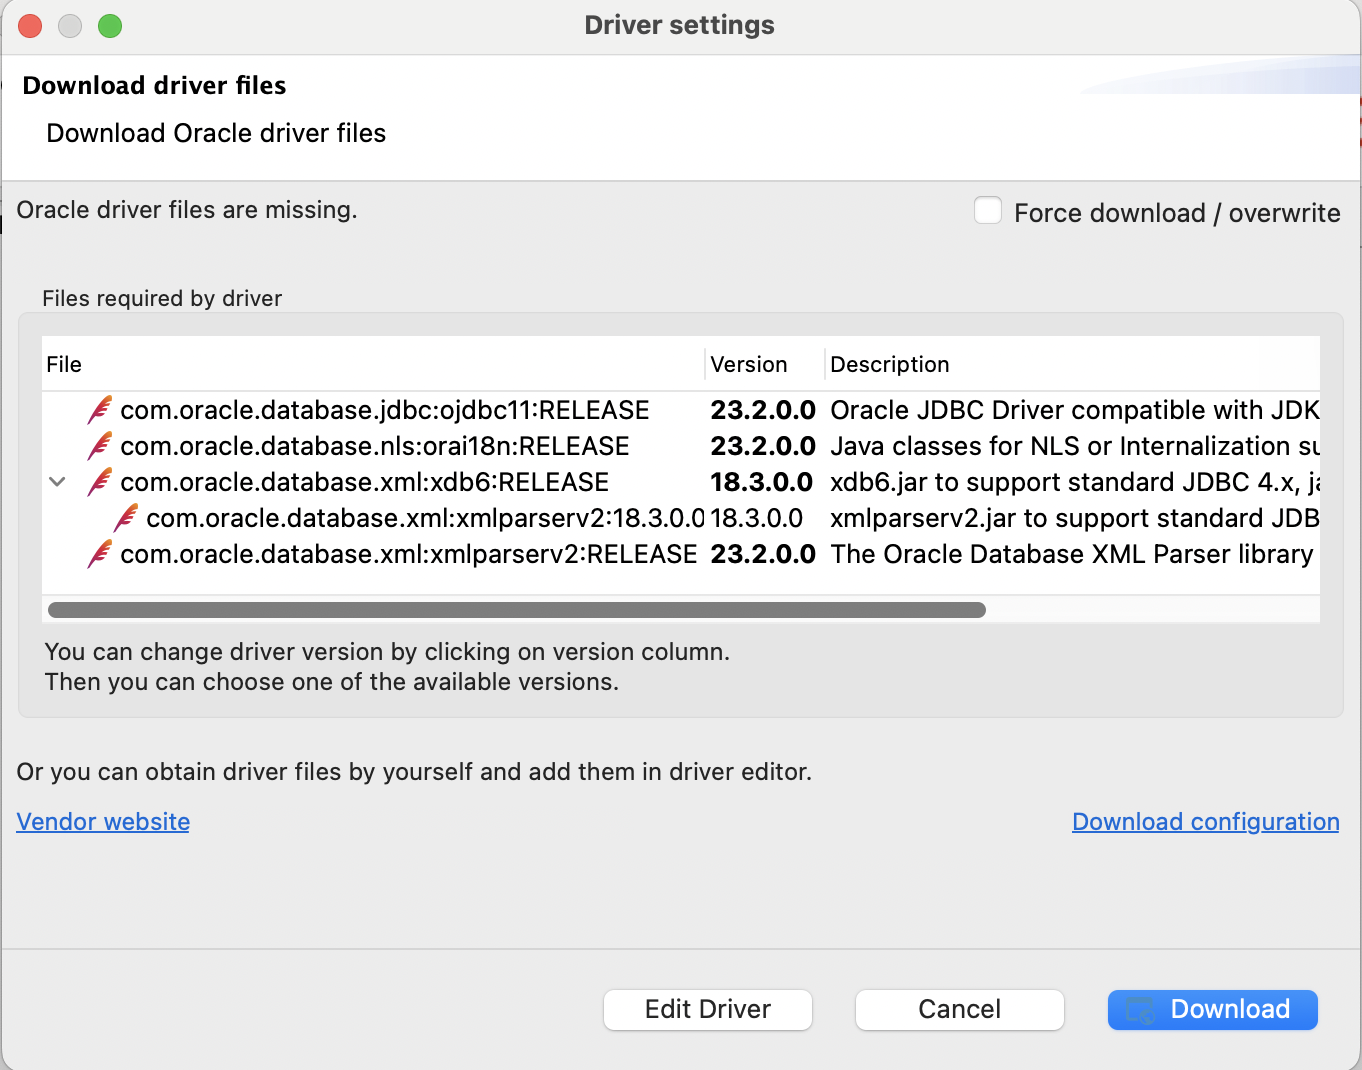 Driver settings
Download driver files
Download Oracle driver files
Oracle driver files are missing.
Force download / overwrite
Files required by driver
File Version Description
com.oracle.database.jdbc:ojdbc11:RELEASE 23.2.0.0 Oracle JDBC Driver compatible with JDK
com.oracle.database.nls:orai18n:RELEASE 23.2.0.0 Java classes for NLS or Internalization su
com.oracle.database.xml:xdb6:RELEASE 18.3.0.0 xdb6.jar to support standard JDBC 4.x, ja
com.oracle.database.xml:xmlparserv2:18.3.0.0 18.3.0.0 xmlparserv2.jar to support standard JDB
com.oracle.database.xml:xmlparserv2:RELEASE 23.2.0.0 The Oracle Database XML Parser library
You can change driver version by clicking on version column.
Then you can choose one of the available versions.
Or you can obtain driver files by yourself and add them in driver editor.
Vendor website
Download configuration
Edit Driver
Cancel
Download